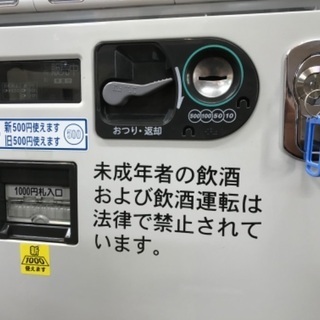 500 100 50 10
おつり・返却
新500円使えます
旧500円使えます
500
1000円札入口
1000
使えます
未成年者の飲酒
および飲酒運転は
法律で禁止されて
います。